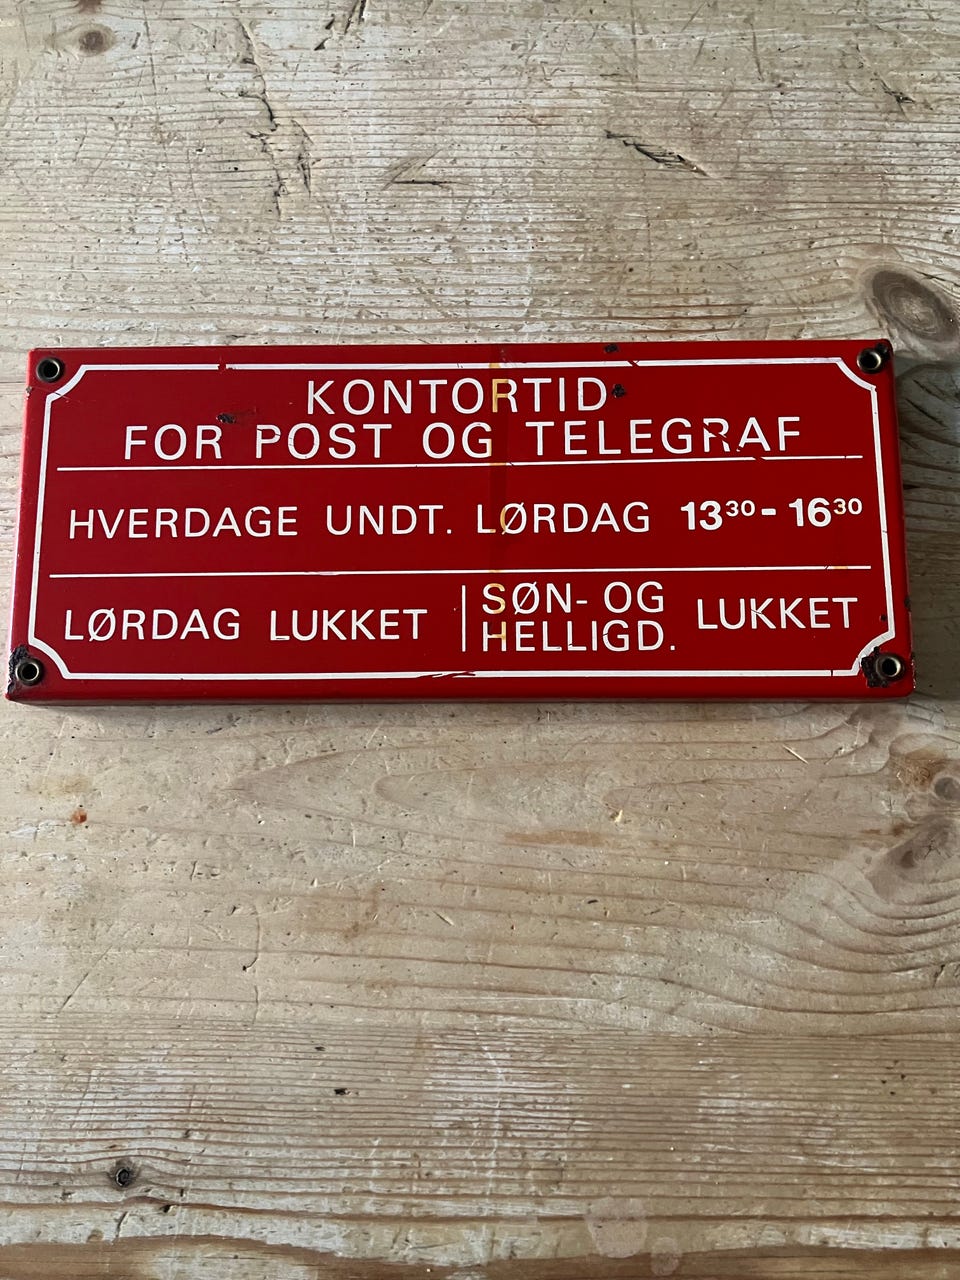 KONTORTID
FOR POST OG TELEGRAF
HVERDAGE UNDT. LØRDAG 13³⁰-16³⁰
LØRDAG LUKKET
SØN- OG
HELLIGD.
LUKKET